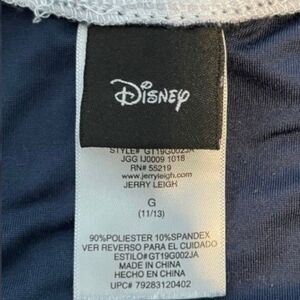 Disney
STYLE# GT19G002JA
JGG IJ0009 1018
RN# 55219
www.jerryleigh.com
JERRY LEIGH
G
(11/13)
90%POLIESTER 10%SPANDEX
VER REVERSO PARA EL CUIDADO
ESTILO# GT19G002JA
MADE IN CHINA
HECHO EN CHINA
UPC# 79283120402